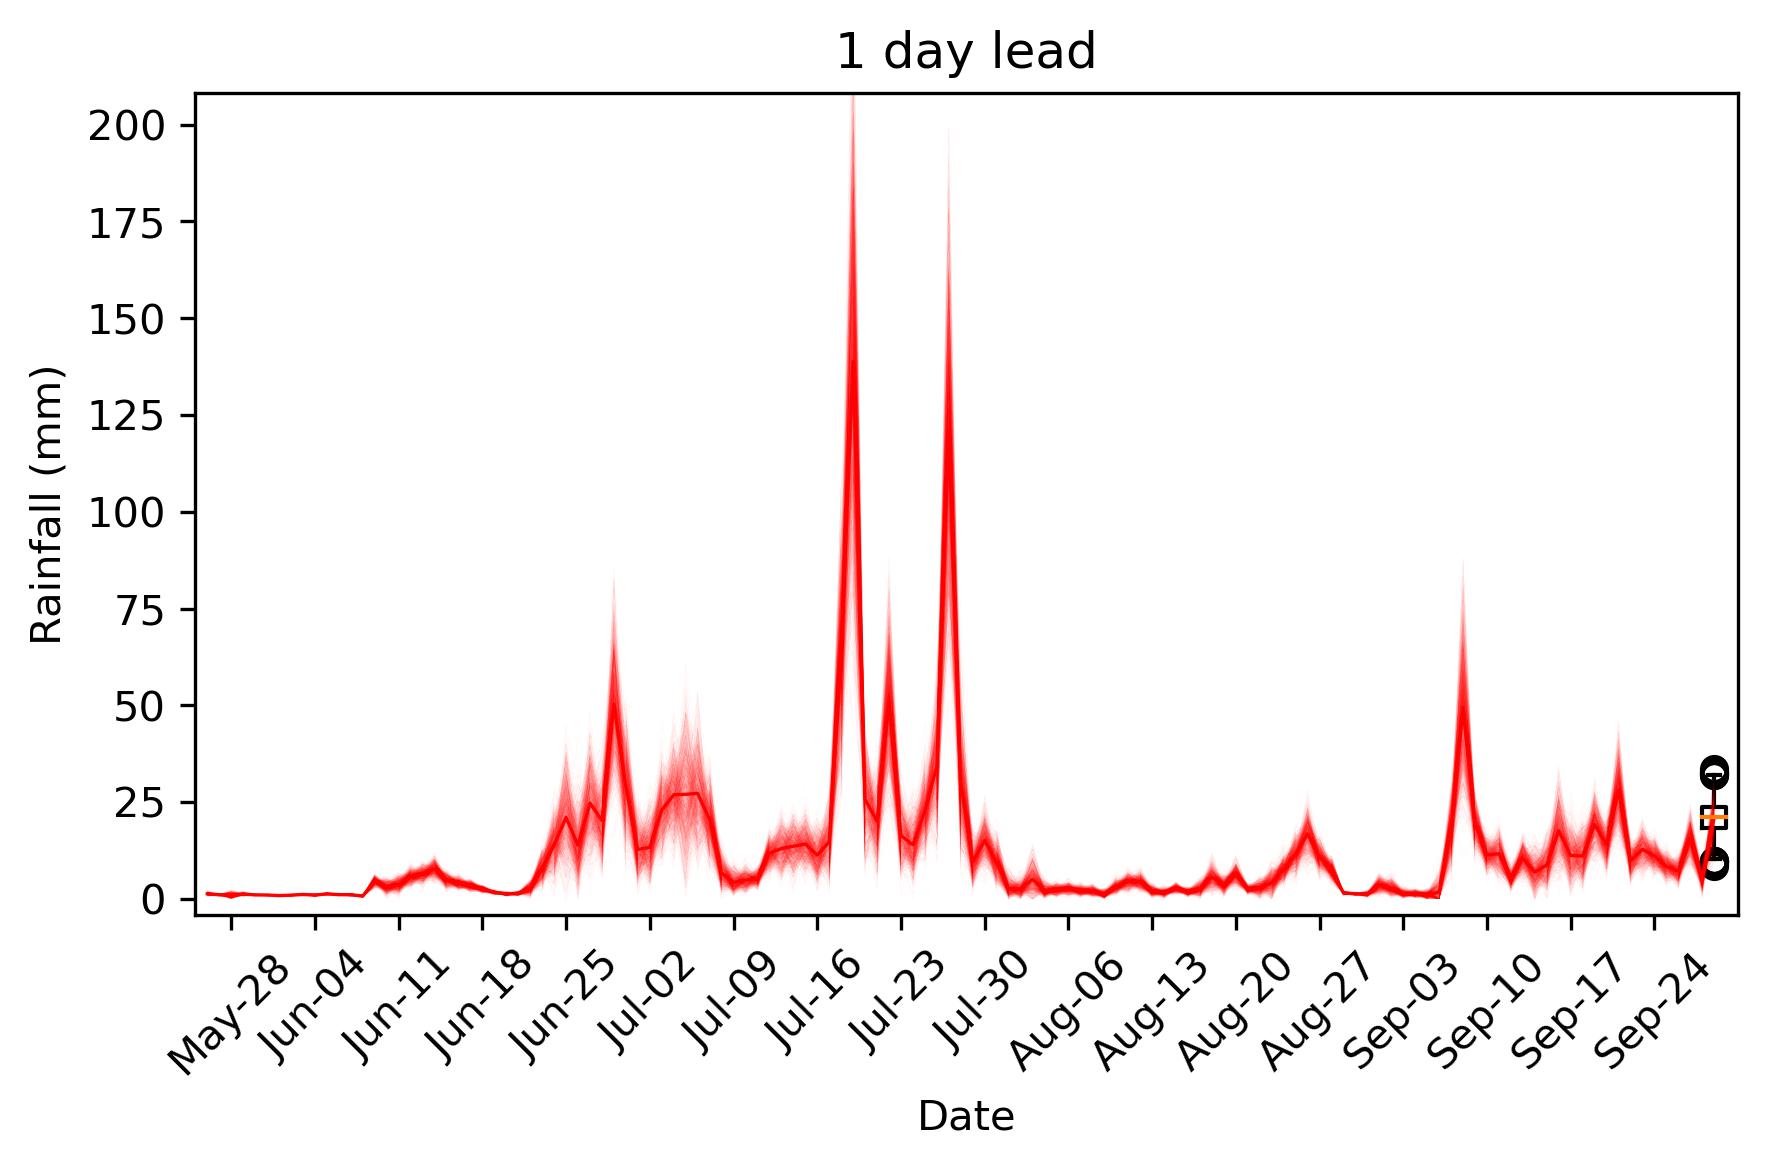 1 day lead
200
175
150
125
100
75
50
25
0
Rainfall (mm)
May-28
Jun-04
Jun-11
Jun-18
Jun-25
Jul-02
Jul-09
Jul-16
Jul-23
Jul-30
Aug-06
Aug-13
Aug-20
Aug-27
Sep-03
Sep-10
Sep-17
Sep-24
Date